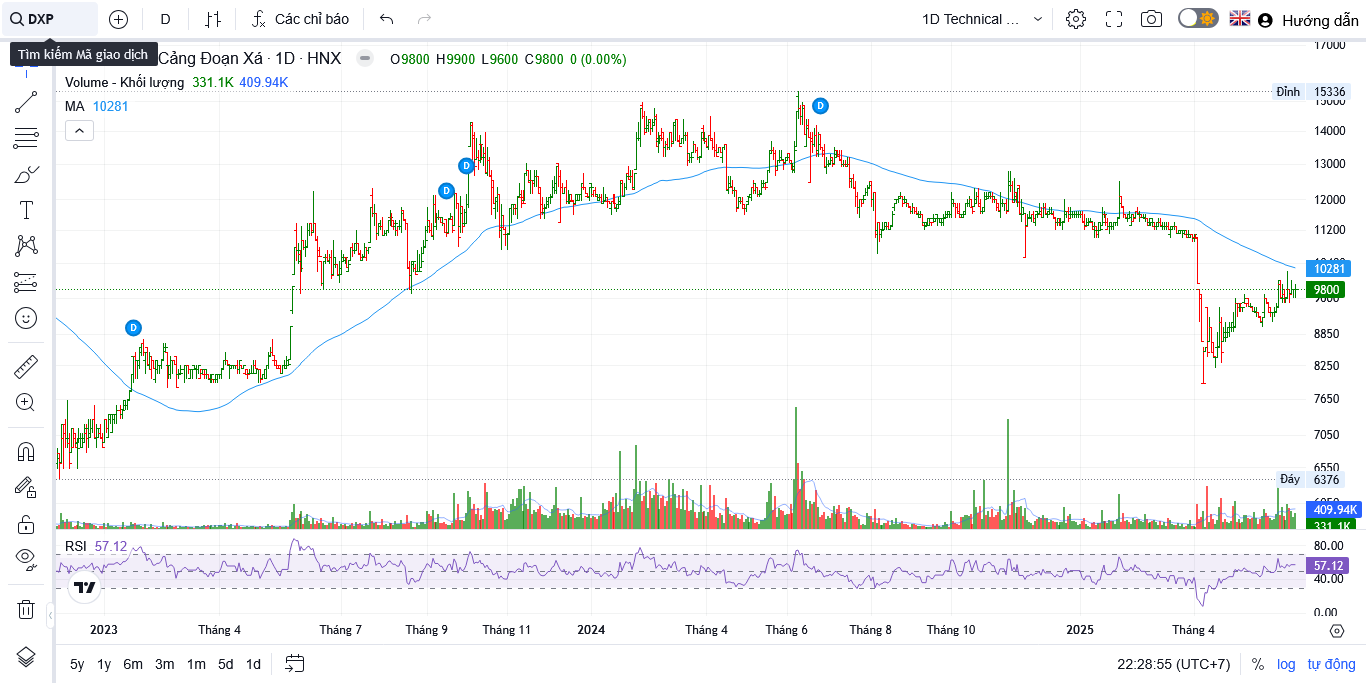 DXP
D
Các chỉ báo
1D Technical ...
Hướng dẫn
Tìm kiếm Mã giao dịch
Cảng Đoạn Xá · 1D · HNX
O9800 H9900 L9600 C9800 0 (0.00%)
Volume - Khối lượng 331.1K 409.94K
MA 10281
17000
Đỉnh 15336
15000
14000
13000
12000
11200
10281
9800
9600
8850
8250
7650
7050
6550
Đáy 6376
409.94K
331.1K
D
D
D
D
RSI 57.12
80.00
57.12
40.00
0.00
2023 Tháng 4 Tháng 7 Tháng 9 Tháng 11 2024 Tháng 4 Tháng 6 Tháng 8 Tháng 10 2025 Tháng 4
5y 1y 6m 3m 1m 5d 1d
22:28:55 (UTC+7) % log tự động